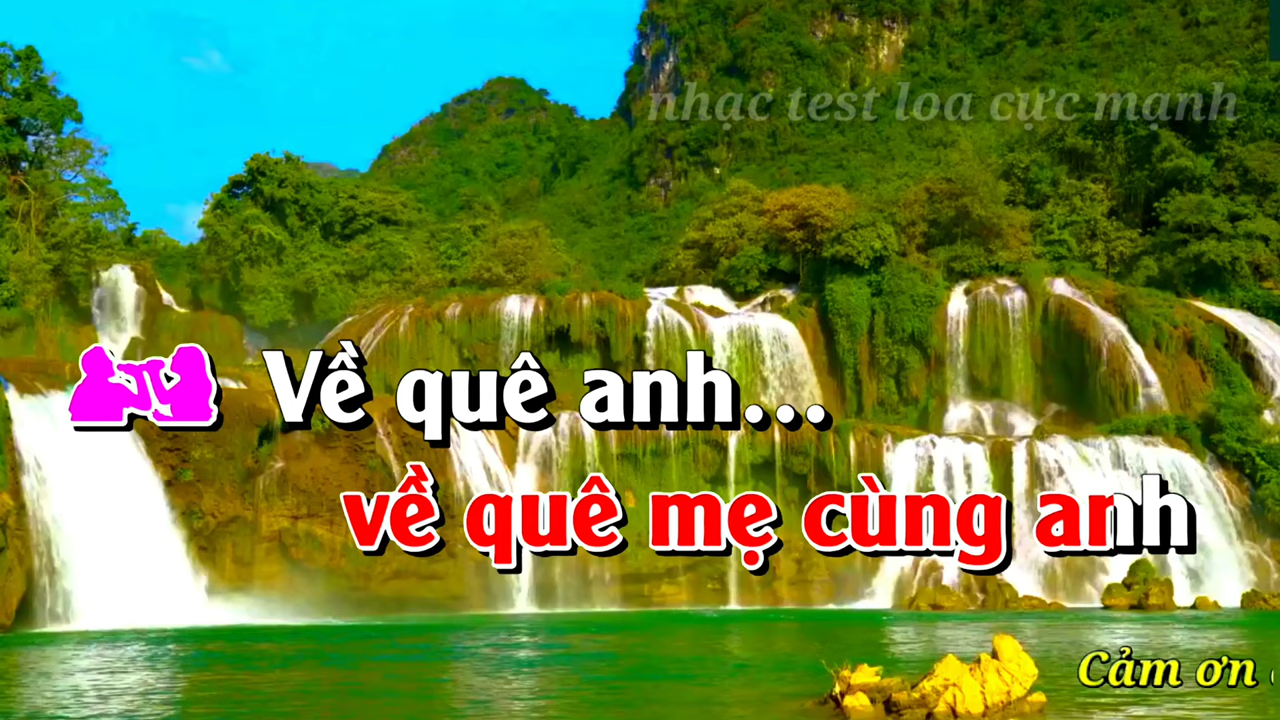 nhạc test loa cực mạnh
Về quê anh...
về quê mẹ cùng anh
Cảm ơn